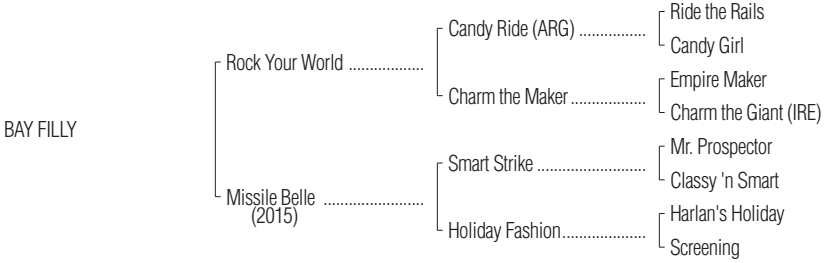 Ride the Rails
Candy Ride (ARG) ................
Candy Girl
Rock Your World ..................
Empire Maker
Charm the Maker ..................
Charm the Giant (IRE)
BAY FILLY
Mr. Prospector
Smart Strike ..........................
Classy 'n Smart
Missile Belle ........................
(2015)
Harlan's Holiday
Holiday Fashion....................
Screening